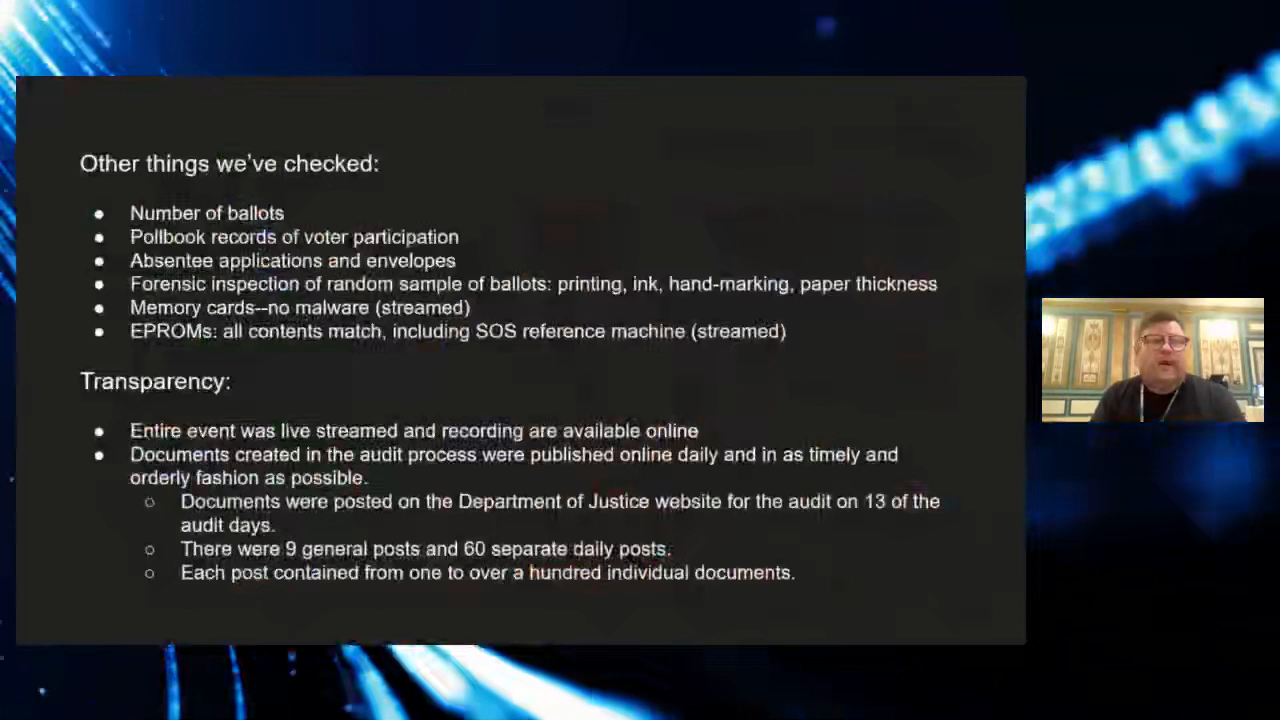 Other things we've checked:
● Number of ballots
● Pollbook records of voter participation
● Absentee applications and envelopes
● Forensic inspection of random sample of ballots: printing, ink, hand-marking, paper thickness
● Memory cards--no malware (streamed)
● EPROMs: all contents match, including SOS reference machine (streamed)
Transparency:
● Entire event was live streamed and recording are available online
● Documents created in the audit process were published online daily and in as timely and
orderly fashion as possible.
○ Documents were posted on the Department of Justice website for the audit on 13 of the
audit days.
○ There were 9 general posts and 60 separate daily posts.
○ Each post contained from one to over a hundred individual documents.